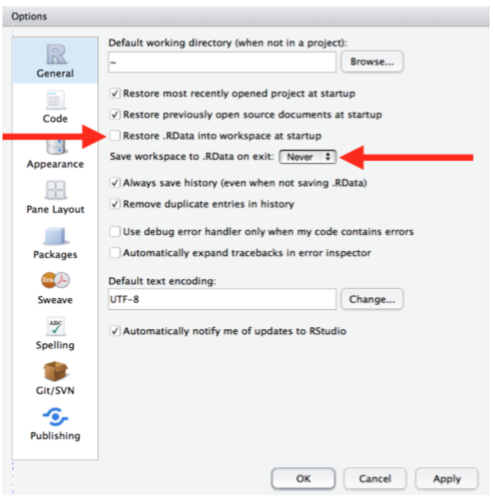 Options
General
Code
Appearance
Pane Layout
Packages
Sweave
ABC
Spelling
Git/SVN
Publishing
Default working directory (when not in a project):
~
Browse...
Restore most recently opened project at startup
Restore previously open source documents at startup
Restore .RData into workspace at startup
Save workspace to .RData on exit: Never
Always save history (even when not saving .RData)
Remove duplicate entries in history
Use debug error handler only when my code contains errors
Automatically expand tracebacks in error inspector
Default text encoding:
UTF-8 Change...
Automatically notify me of updates to RStudio
OK Cancel Apply